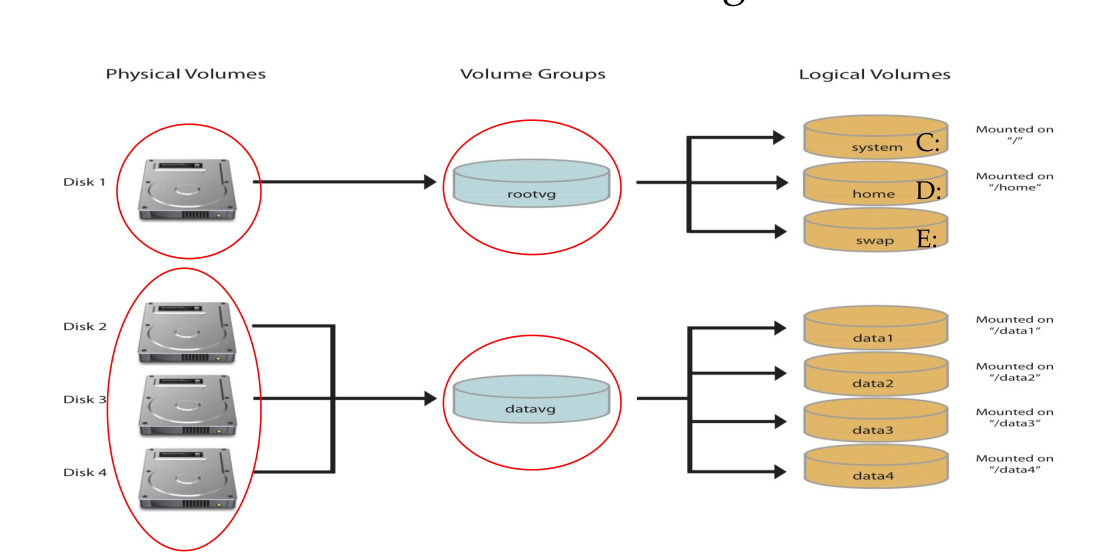 Physical Volumes
Volume Groups
Logical Volumes
Disk 1
rootvg
system C:
Mounted on
"/"
home D:
Mounted on
"/home"
swap E:
Disk 2
Disk 3
Disk 4
datavg
data1
Mounted on
"/data1"
data2
Mounted on
"/data2"
data3
Mounted on
"/data3"
data4
Mounted on
"/data4"